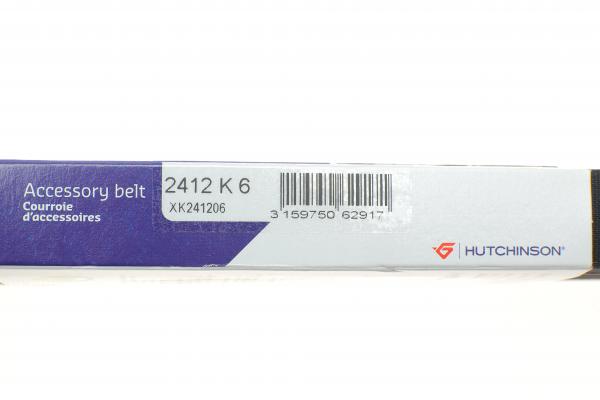 Accessory belt
Courroie
d'accessoires
2412 K 6
XK241206
3 159750 62917
HUTCHINSON®